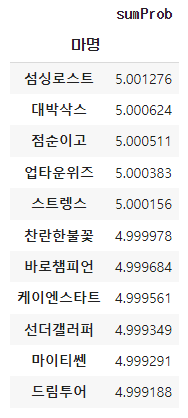 sumProb
마명
섬싱로스트 5.001276
대박삭스 5.000624
점순이고 5.000511
업타운위즈 5.000383
스트렝스 5.000156
찬란한불꽃 4.999978
바로챔피언 4.999684
케이엔스타트 4.999561
선더갤러퍼 4.999349
마이티쎈 4.999291
드림투어 4.999188